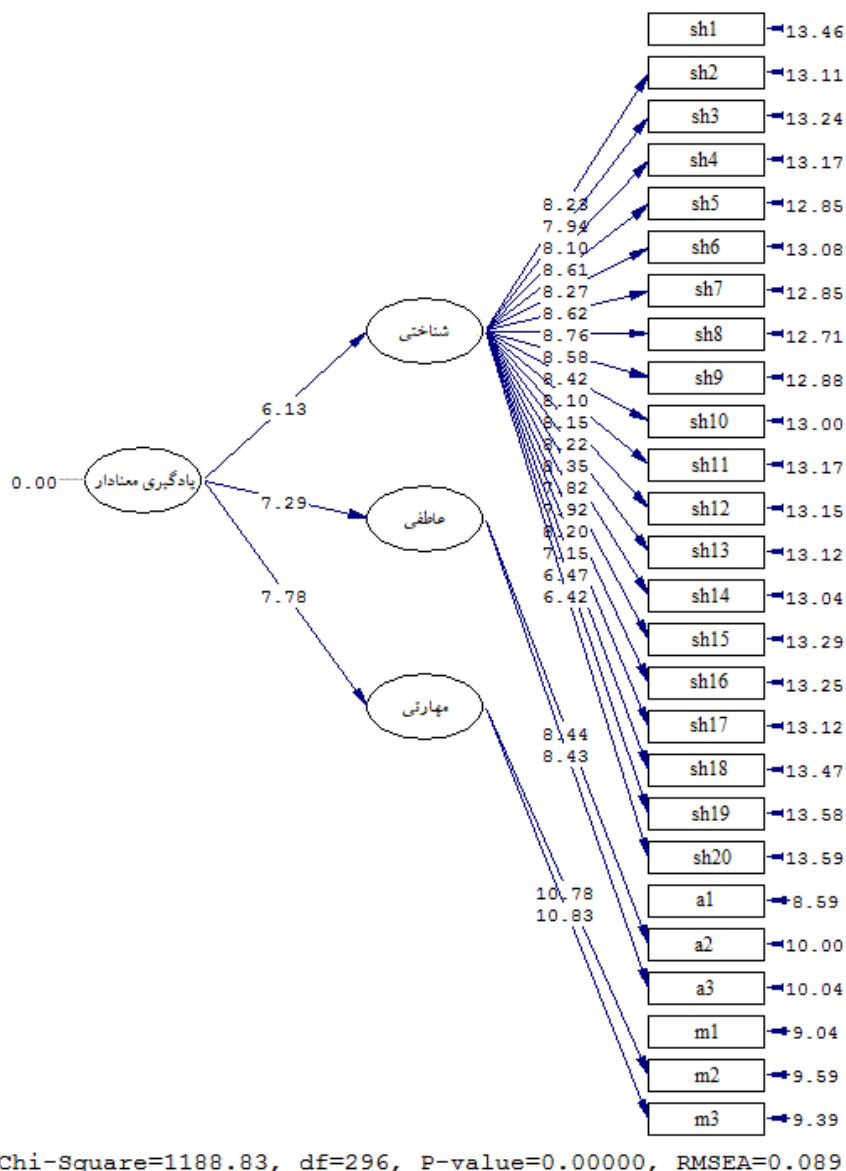 sh1 13.46
sh2 13.11
sh3 13.24
sh4 13.17
sh5 12.85
sh6 13.08
sh7 12.85
sh8 12.71
sh9 12.88
sh10 13.00
sh11 13.17
sh12 13.15
sh13 13.12
sh14 13.04
sh15 13.29
sh16 13.25
sh17 13.12
sh18 13.47
sh19 13.58
sh20 13.59
a1 8.59
a2 10.00
a3 10.04
m1 9.04
m2 9.59
m3 9.39
8.23
7.94
8.10
8.61
8.27
8.62
8.76
8.58
8.42
8.10
8.15
8.22
8.35
7.82
7.92
8.20
7.15
6.47
6.42
شناختی
6.13
0.00
یادگیری معنادار
7.29
عاطفی
7.78
مهارتی
8.44
8.43
10.78
10.83
Chi-Square=1188.83, df=296, P-value=0.00000, RMSEA=0.089